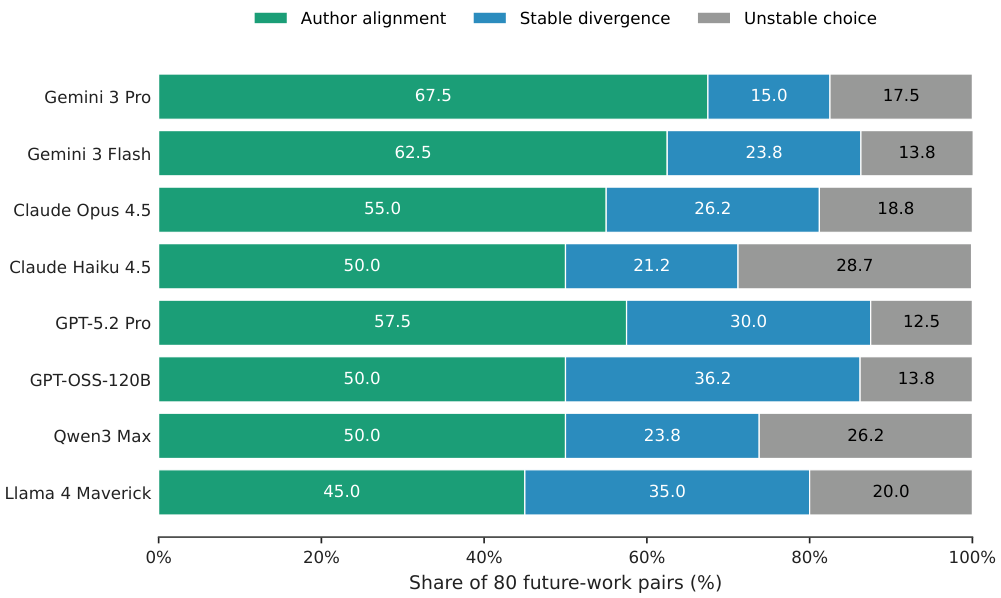 Author alignment Stable divergence Unstable choice
Gemini 3 Pro 67.5 15.0 17.5
Gemini 3 Flash 62.5 23.8 13.8
Claude Opus 4.5 55.0 26.2 18.8
Claude Haiku 4.5 50.0 21.2 28.7
GPT-5.2 Pro 57.5 30.0 12.5
GPT-OSS-120B 50.0 36.2 13.8
Qwen3 Max 50.0 23.8 26.2
Llama 4 Maverick 45.0 35.0 20.0
0% 20% 40% 60% 80% 100%
Share of 80 future-work pairs (%)